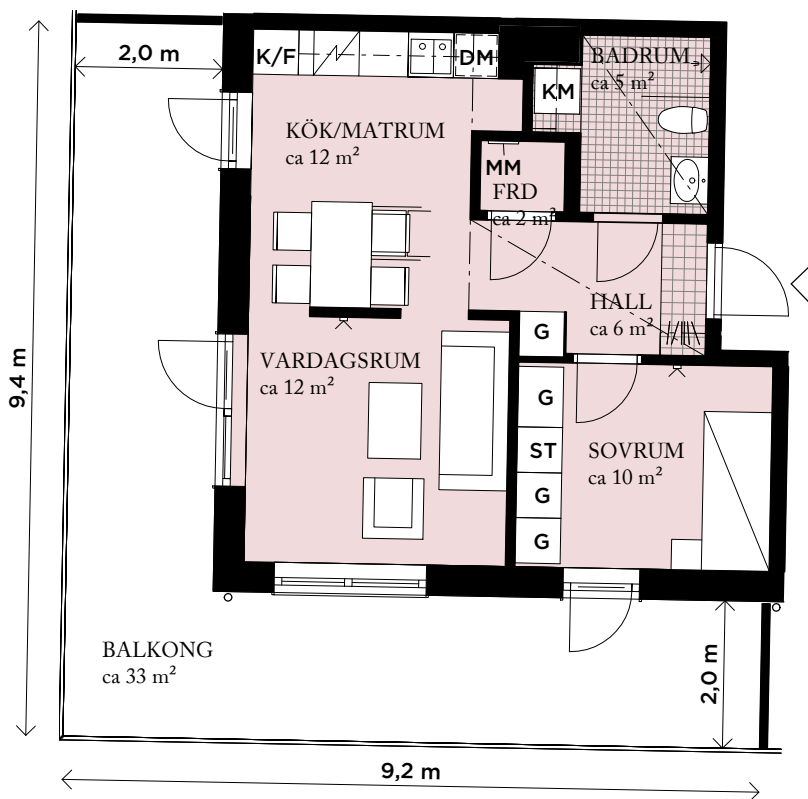 2,0 m
K/F
DM
BADRUM
ca 5 m²
KM
KÖK/MATRUM
ca 12 m²
MM
FRD
ca 2 m²
HALL
ca 6 m²
G
VARDAGSRUM
ca 12 m²
9,4 m
G
ST
G
G
SOVRUM
ca 10 m²
BALKONG
ca 33 m²
2,0 m
9,2 m